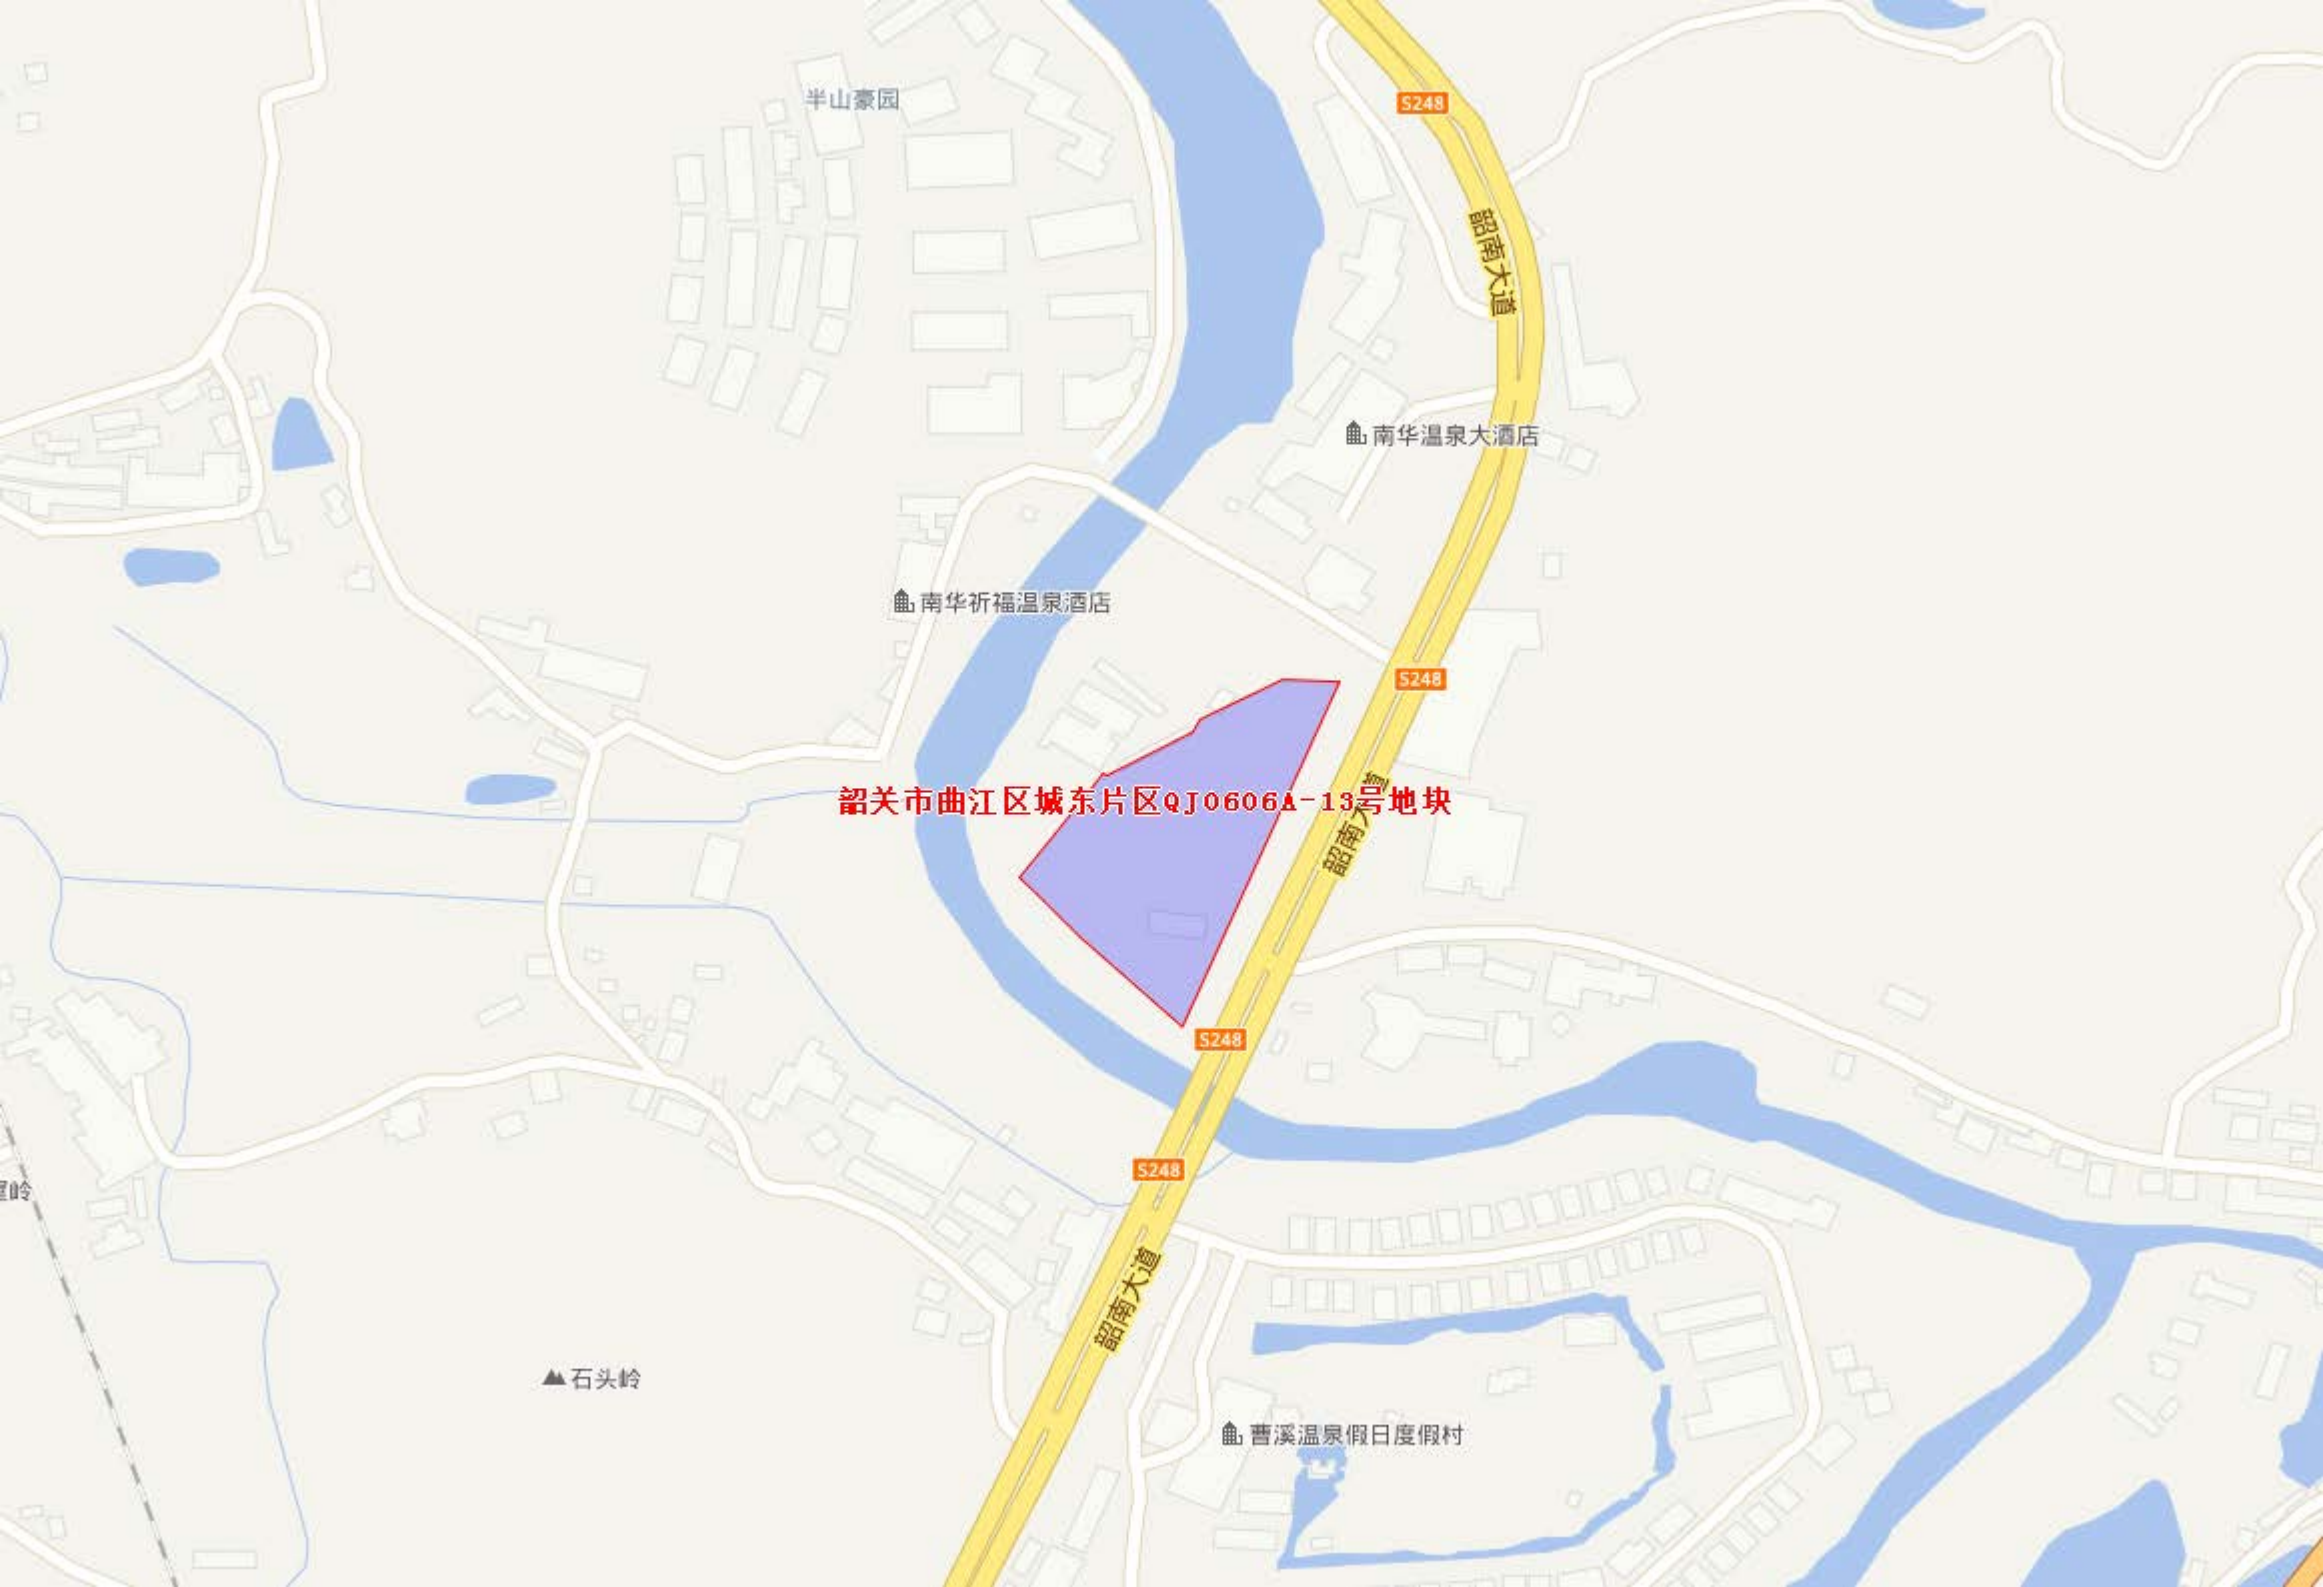 半山豪园
S248
韶南大道
南华温泉大酒店
南华祈福温泉酒店
S248
韶关市曲江区城东片区QJ0606A-13号地块
韶南大道
S248
S248
韶南大道
石头岭
曹溪温泉假日度假村